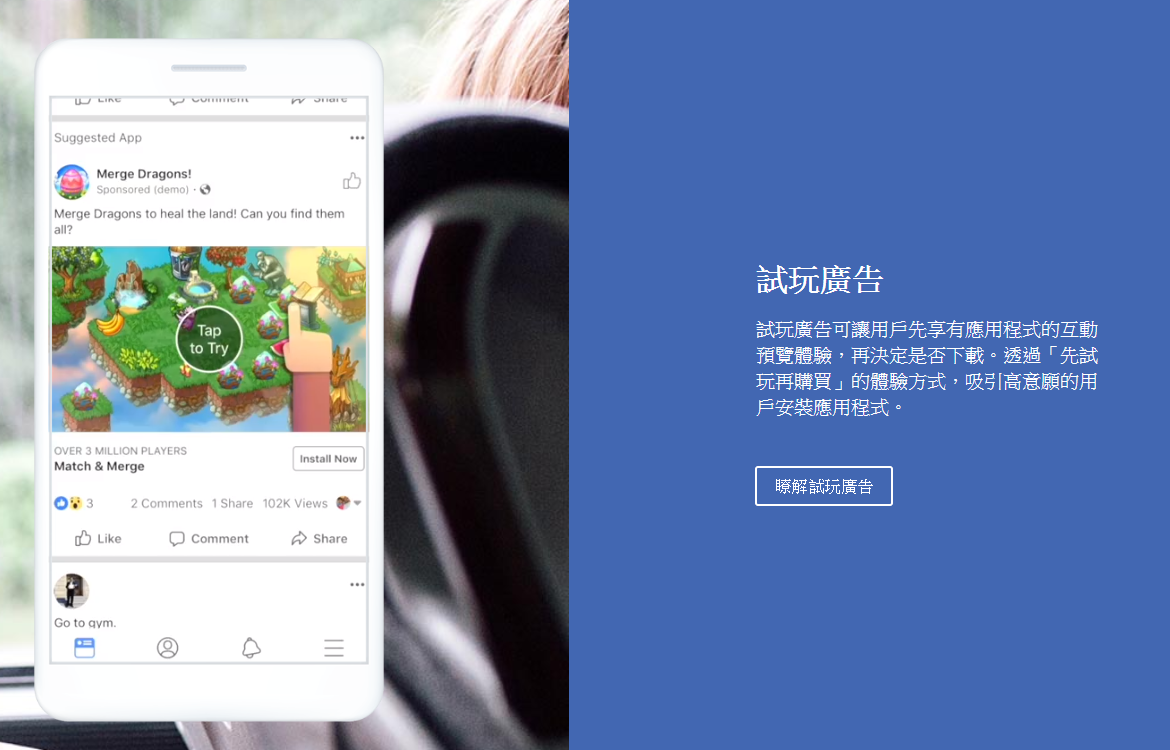 Like Comment Share
Suggested App
Merge Dragons!
Sponsored (demo) ·
Merge Dragons to heal the land! Can you find them
all?
Tap
to Try
OVER 3 MILLION PLAYERS
Match & Merge
Install Now
3 2 Comments 1 Share 102K Views
Like Comment Share
Go to gym.
試玩廣告
試玩廣告可讓用戶先享有應用程式的互動
預覽體驗，再決定是否下載。透過「先試
玩再購買」的體驗方式，吸引高意願的用
戶安裝應用程式。
瞭解試玩廣告